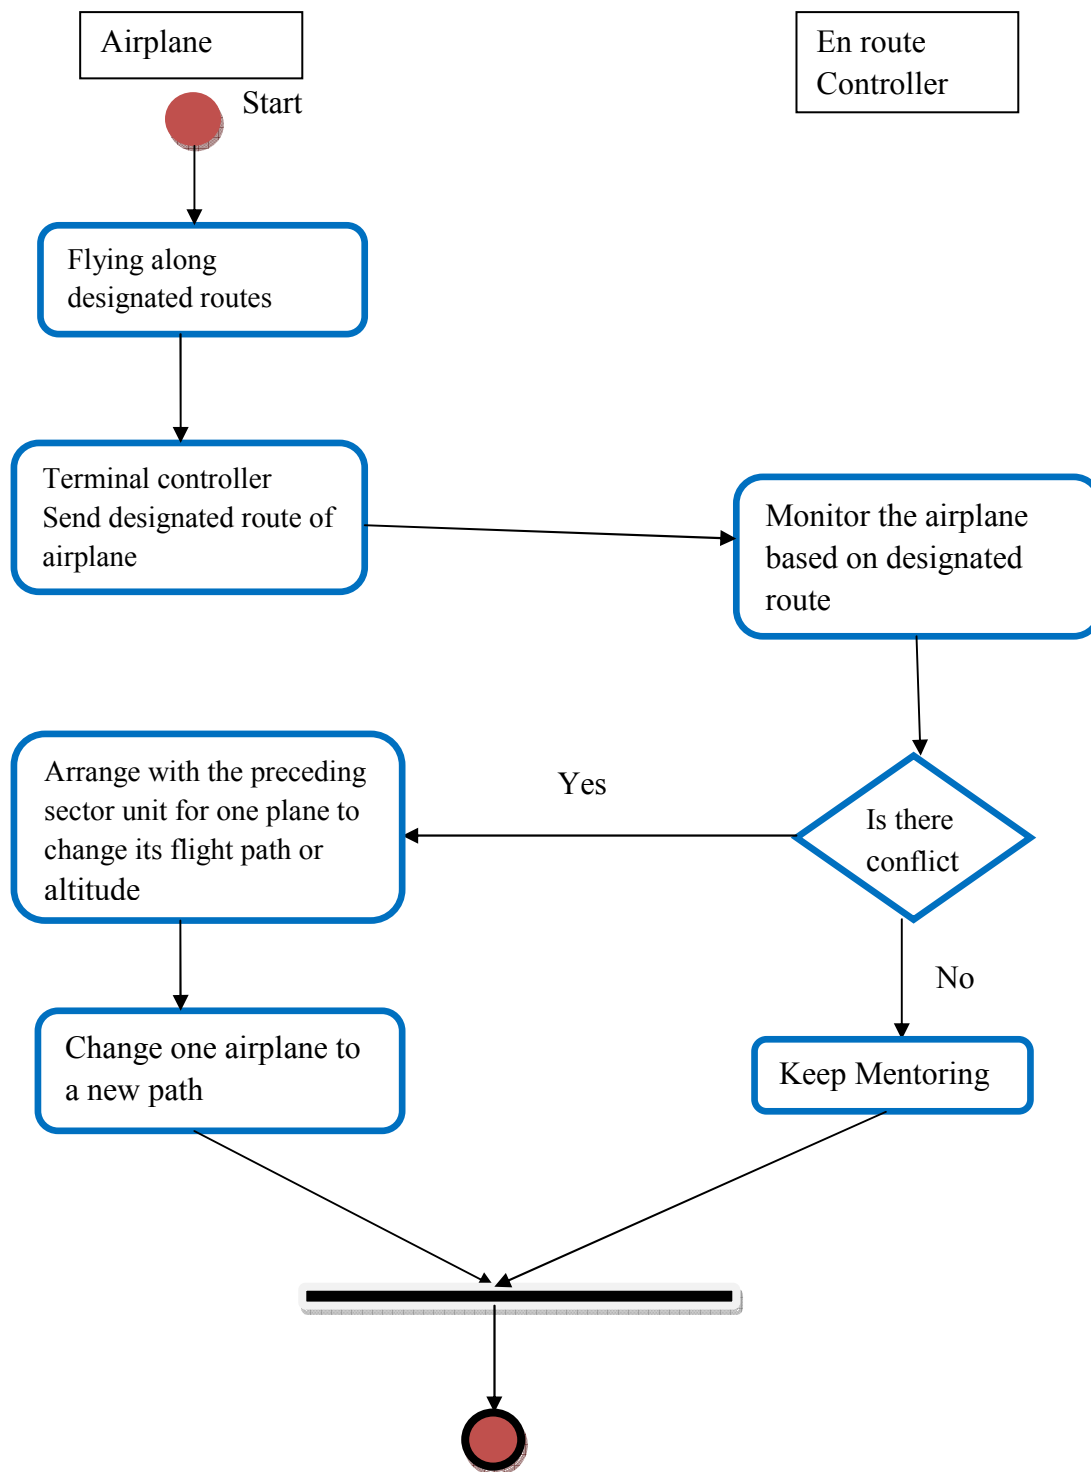 Airplane
En route
Controller
Start
Flying along
designated routes
Terminal controller
Send designated route of
airplane
Monitor the airplane
based on designated
route
Arrange with the preceding
sector unit for one plane to
change its flight path or
altitude
Yes
Is there
conflict
No
Change one airplane to
a new path
Keep Mentoring